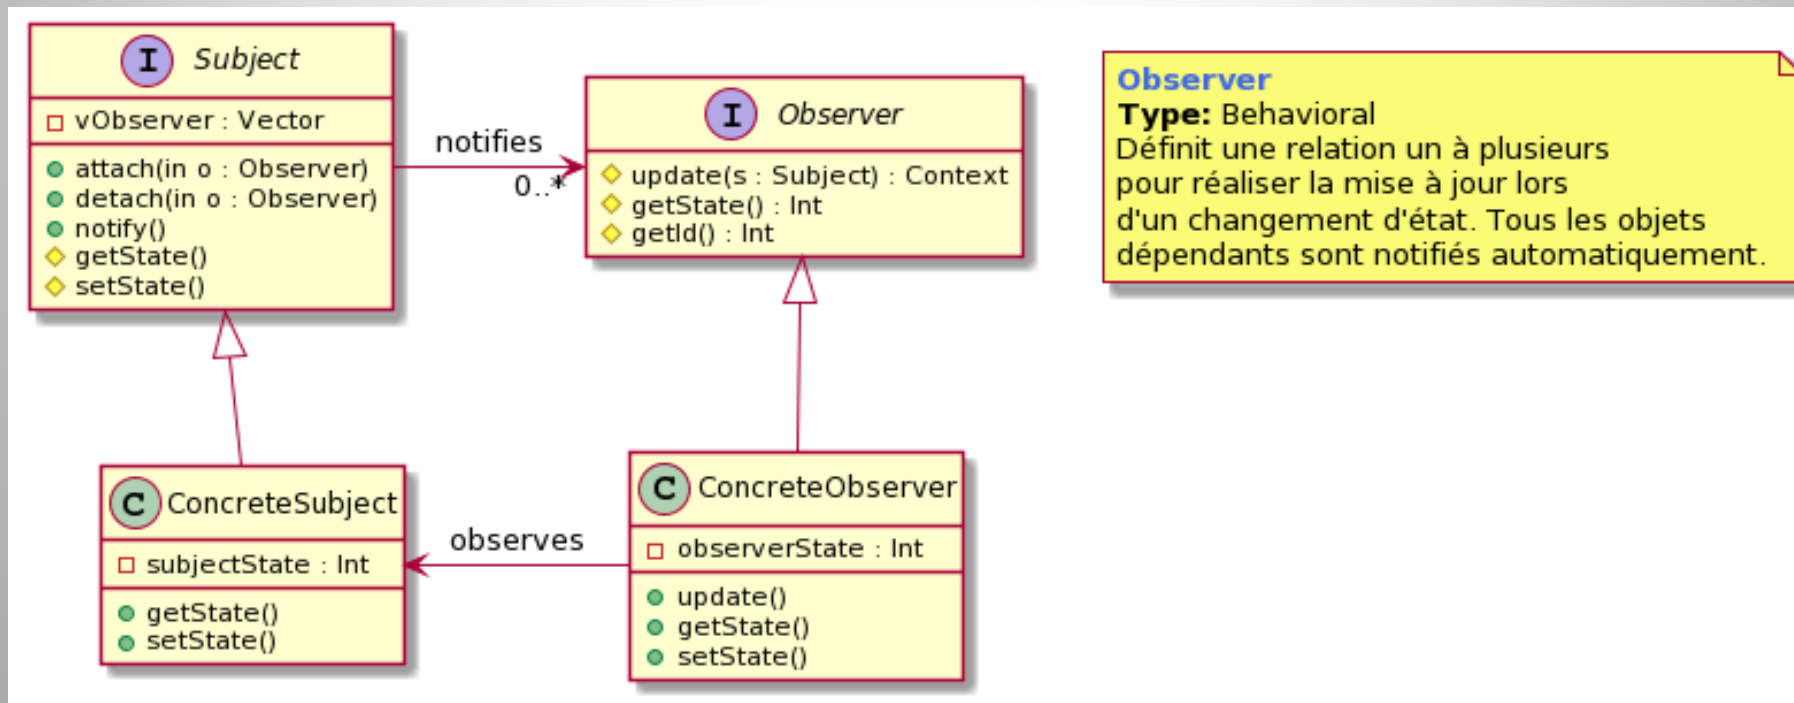 I Subject
vObserver : Vector
attach(in o : Observer)
detach(in o : Observer)
notify()
getState()
setState()
notifies
0..*
I Observer
update(s : Subject) : Context
getState() : Int
getId() : Int
Observer
Type: Behavioral
Définit une relation un à plusieurs
pour réaliser la mise à jour lors
d'un changement d'état. Tous les objets
dépendants sont notifiés automatiquement.
C ConcreteSubject
subjectState : Int
getState()
setState()
observes
C ConcreteObserver
observerState : Int
update()
getState()
setState()